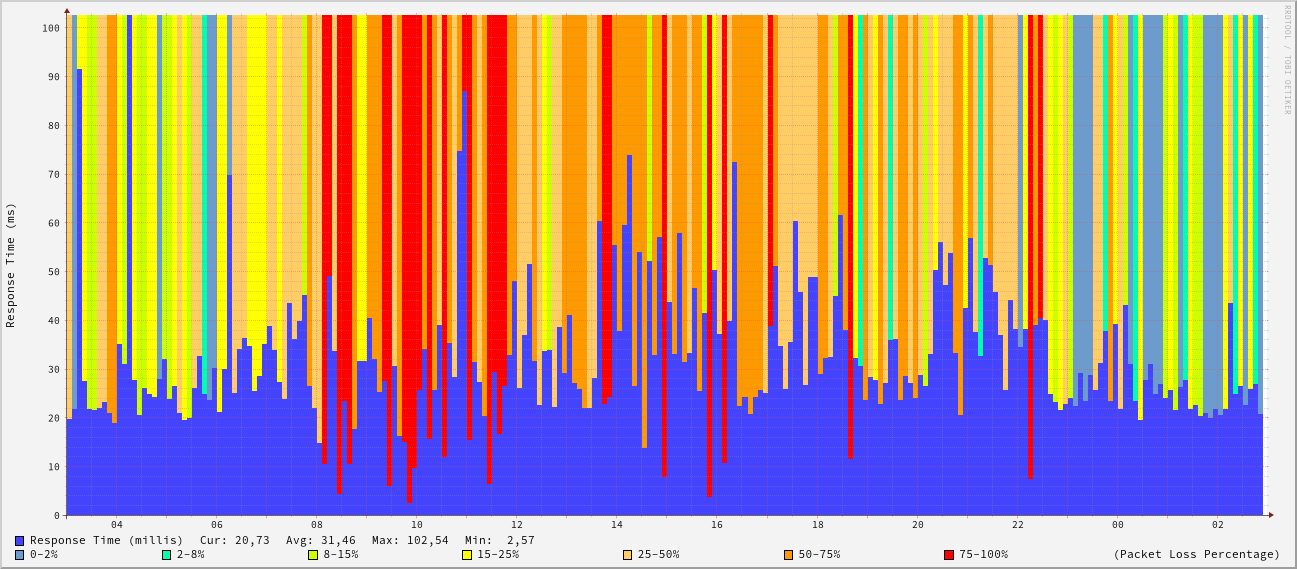 RRDTOOL / TOBI OETIKER
Response Time (ms)
100
90
80
70
60
50
40
30
20
10
0
04 06 08 10 12 14 16 18 20 22 00 02
Response Time (millis) Cur: 20,73 Avg: 31,46 Max: 102,54 Min: 2,57
0-2% 2-8% 8-15% 15-25% 25-50% 50-75% 75-100% (Packet Loss Percentage)